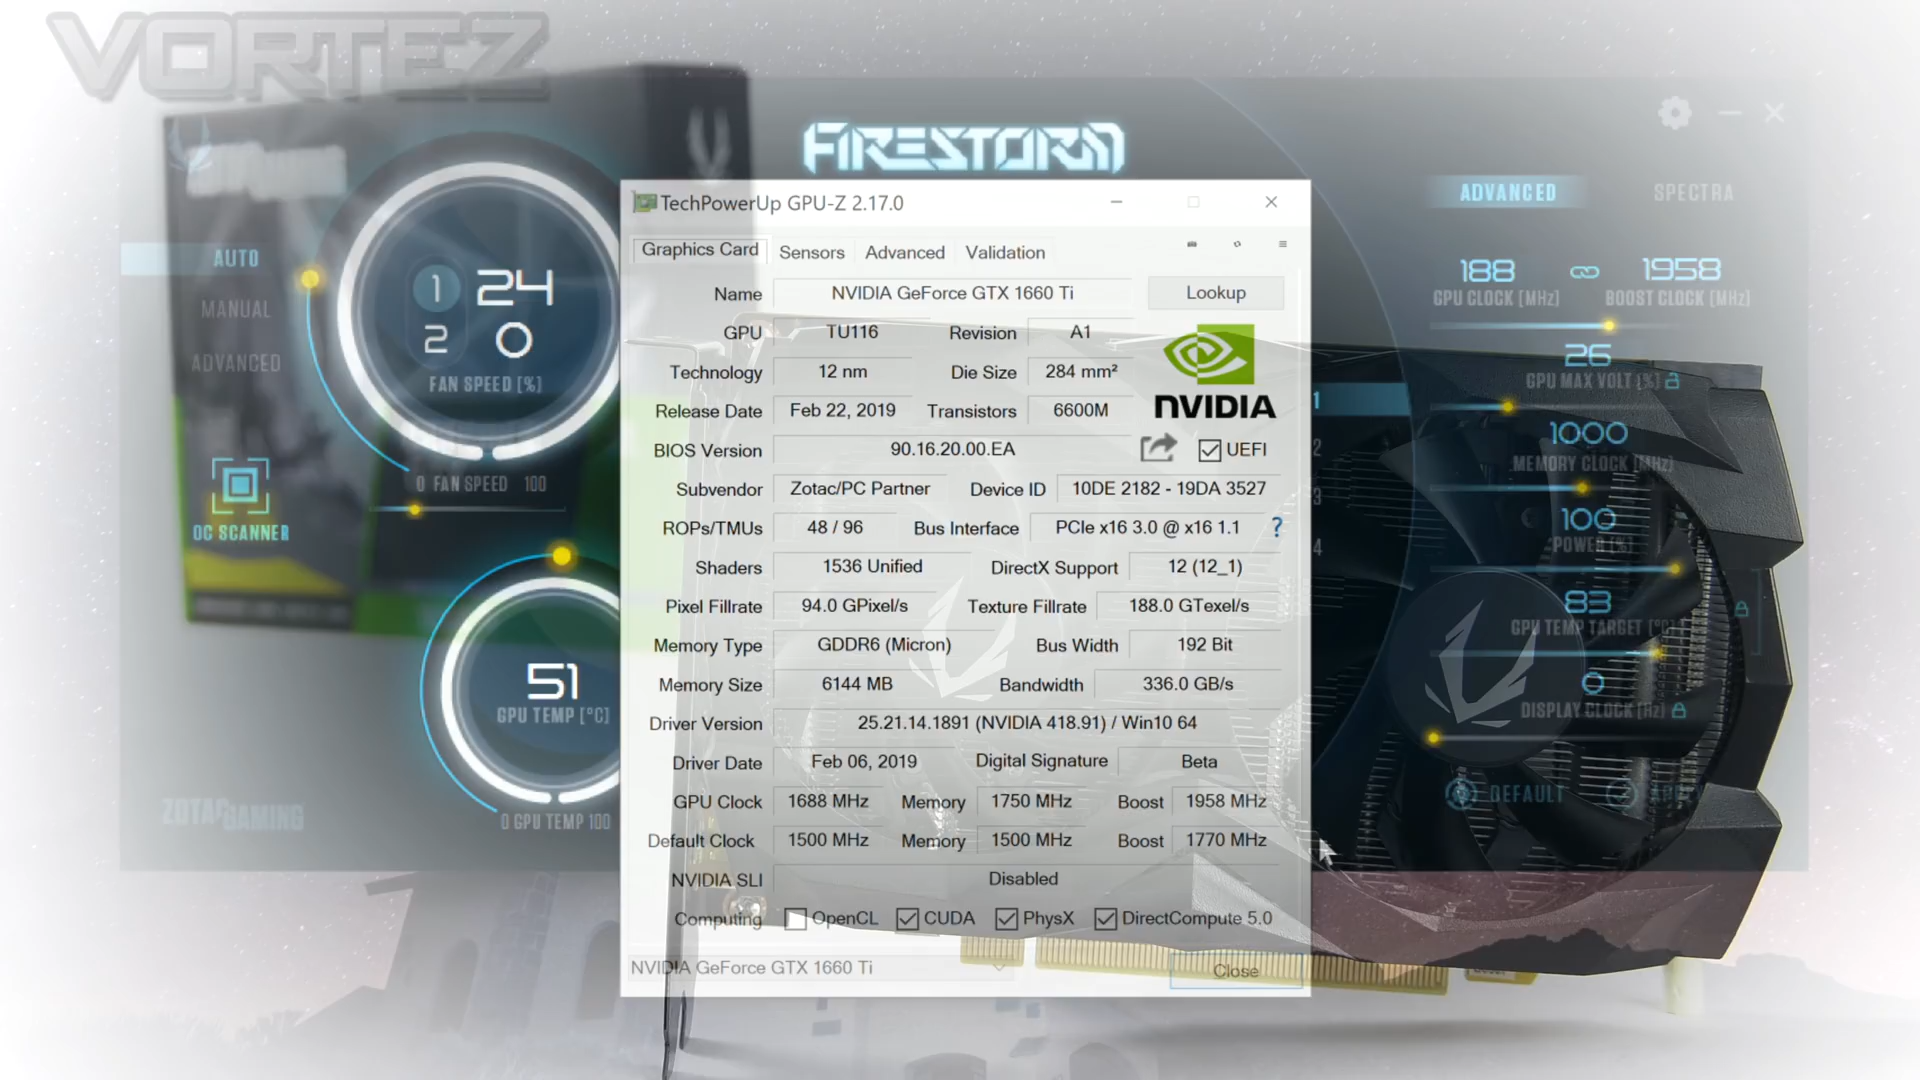 VORTEZ
FIRESTORM
ADVANCED SPECTRA
AUTO
MANUAL
ADVANCED
1 24
2 0
FAN SPEED [%]
0 FAN SPEED 100
OC SCANNER
51
GPU TEMP [°C]
0 GPU TEMP 100
ZOTAC GAMING
TechPowerUp GPU-Z 2.17.0
Graphics Card Sensors Advanced Validation
Name NVIDIA GeForce GTX 1660 Ti Lookup
GPU TU116 Revision A1
Technology 12 nm Die Size 284 mm²
Release Date Feb 22, 2019 Transistors 6600M
NVIDIA
BIOS Version 90.16.20.00.EA UEFI
Subvendor Zotac/PC Partner Device ID 10DE 2182 - 19DA 3527
ROPs/TMUs 48 / 96 Bus Interface PCIe x16 3.0 @ x16 1.1 ?
Shaders 1536 Unified DirectX Support 12 (12_1)
Pixel Fillrate 94.0 GPixel/s Texture Fillrate 188.0 GTexel/s
Memory Type GDDR6 (Micron) Bus Width 192 Bit
Memory Size 6144 MB Bandwidth 336.0 GB/s
Driver Version 25.21.14.1891 (NVIDIA 418.91) / Win10 64
Driver Date Feb 06, 2019 Digital Signature Beta
GPU Clock 1688 MHz Memory 1750 MHz Boost 1958 MHz
Default Clock 1500 MHz Memory 1500 MHz Boost 1770 MHz
NVIDIA SLI Disabled
Computing OpenCL CUDA PhysX DirectCompute 5.0
NVIDIA GeForce GTX 1660 Ti Close
188 1958
GPU CLOCK [MHz] BOOST CLOCK [MHz]
26
GPU MAX VOLT [%]
1000
MEMORY CLOCK [MHz]
100
POWER [%]
83
GPU TEMP TARGET [°C]
0
DISPLAY CLOCK [Hz]
1
2
3
4
DEFAULT APPLY